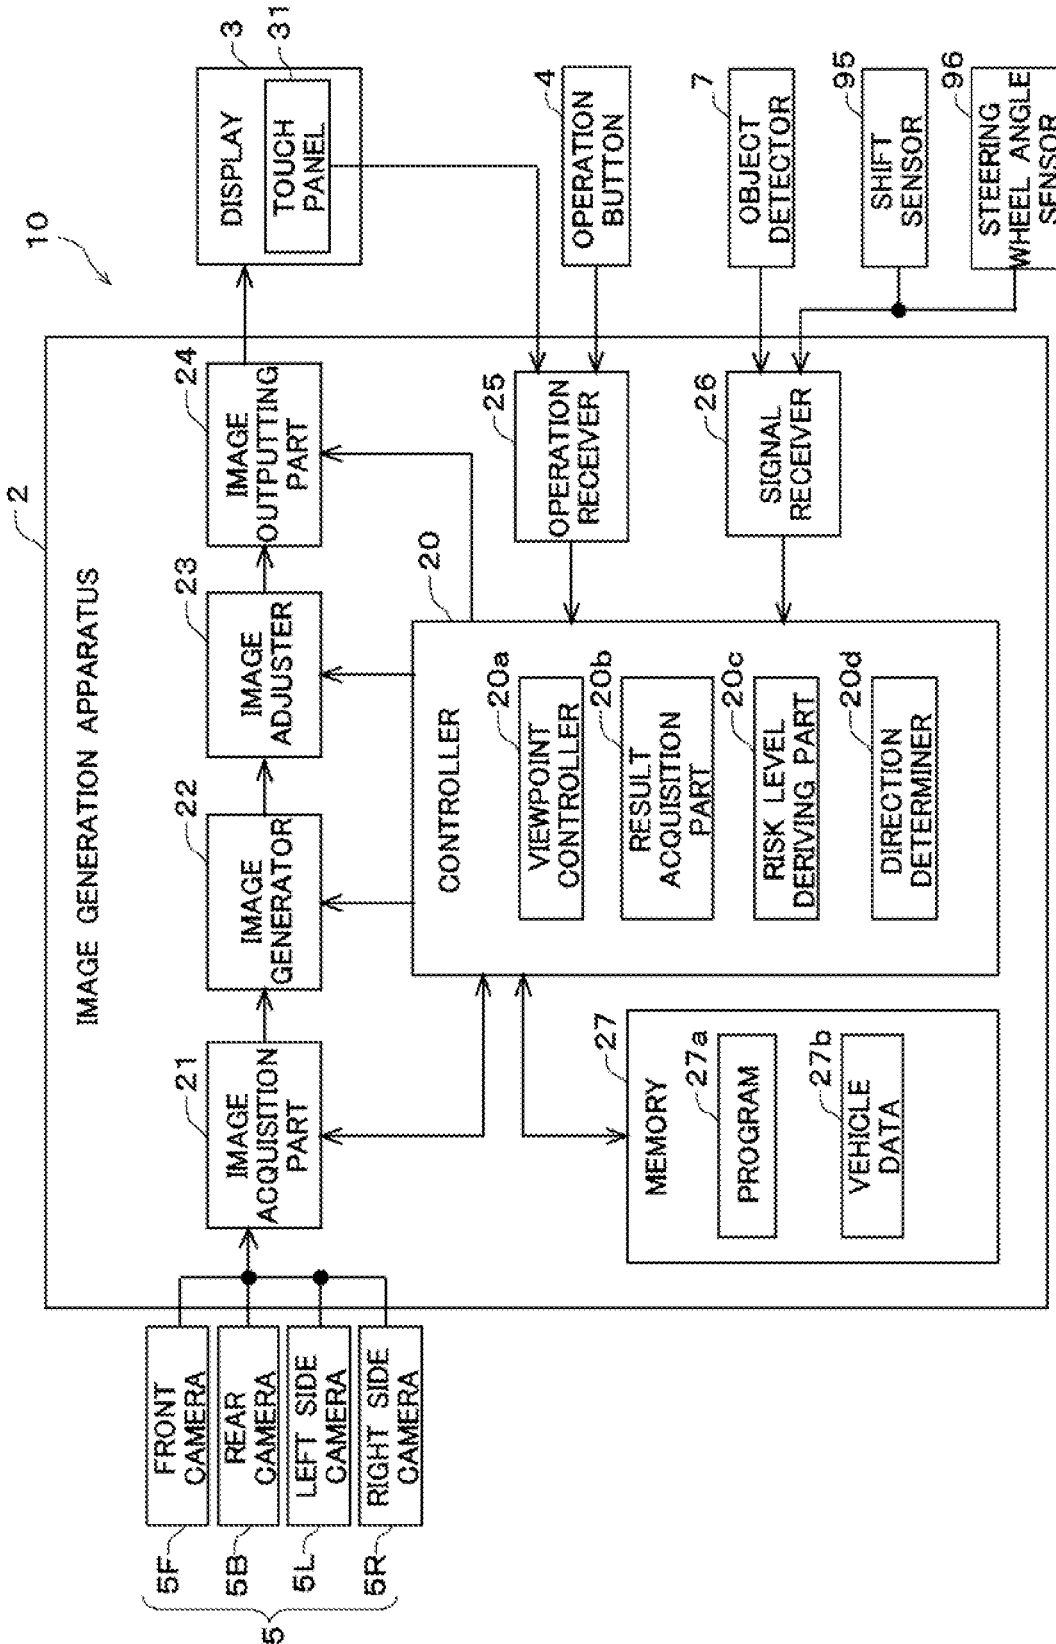 10
2
IMAGE GENERATION APPARATUS
5
5F
FRONT
CAMERA
5B
REAR
CAMERA
5L
LEFT SIDE
CAMERA
5R
RIGHT SIDE
CAMERA
21
IMAGE
ACQUISITION
PART
22
IMAGE
GENERATOR
23
IMAGE
ADJUSTER
24
IMAGE
OUTPUTTING
PART
3
DISPLAY
31
TOUCH
PANEL
20
CONTROLLER
20a
VIEWPOINT
CONTROLLER
20b
RESULT
ACQUISITION
PART
20c
RISK LEVEL
DERIVING PART
20d
DIRECTION
DETERMINER
25
OPERATION
RECEIVER
4
OPERATION
BUTTON
26
SIGNAL
RECEIVER
7
OBJECT
DETECTOR
95
SHIFT
SENSOR
96
STEERING
WHEEL ANGLE
SENSOR
27
MEMORY
27a
PROGRAM
27b
VEHICLE
DATA